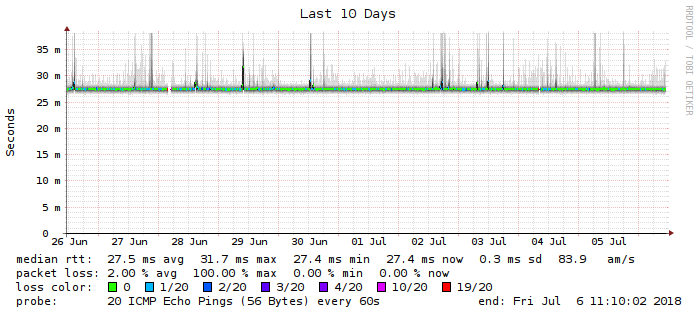 Last 10 Days
RRDTOOL / TOBI OETIKER
Seconds
35 m
30 m
25 m
20 m
15 m
10 m
5 m
0
26 Jun 27 Jun 28 Jun 29 Jun 30 Jun 01 Jul 02 Jul 03 Jul 04 Jul 05 Jul
median rtt: 27.5 ms avg 31.7 ms max 27.4 ms min 27.4 ms now 0.3 ms sd 83.9 am/s
packet loss: 2.00 % avg 100.00 % max 0.00 % min 0.00 % now
loss color: 0 1/20 2/20 3/20 4/20 10/20 19/20
probe: 20 ICMP Echo Pings (56 Bytes) every 60s end: Fri Jul 6 11:10:02 2018